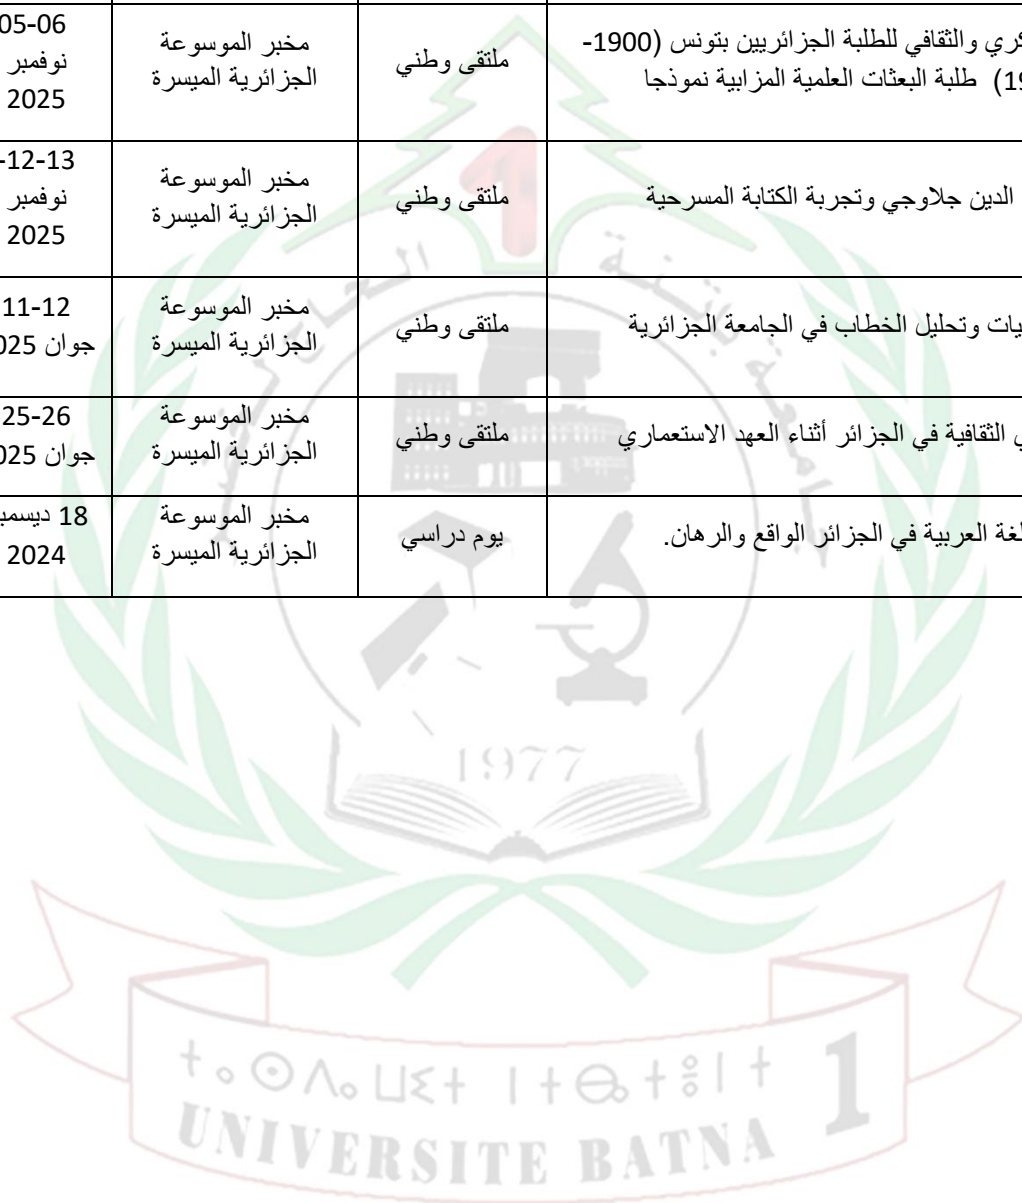 كري والثقافي للطلبة الجزائريين بتونس (1900-
19) طلبة البعثات العلمية المزابية نموذجا
ملتقى وطني
مخبر الموسوعة
الجزائرية الميسرة
05-06
نوفمبر
2025
الدين جلاوجي وتجربة الكتابة المسرحية
ملتقى وطني
مخبر الموسوعة
الجزائرية الميسرة
12-13-
نوفمبر
2025
يات وتحليل الخطاب في الجامعة الجزائرية
ملتقى وطني
مخبر الموسوعة
الجزائرية الميسرة
11-12
جوان 2025
ي الثقافية في الجزائر أثناء العهد الاستعماري
ملتقى وطني
مخبر الموسوعة
الجزائرية الميسرة
25-26
جوان 2025
لغة العربية في الجزائر الواقع والرهان.
يوم دراسي
مخبر الموسوعة
الجزائرية الميسرة
18 ديسمبر
2024
1
1977
ⵜⴰⵙⴷⴰⵡⵉⵜ ⵏ ⵜⴱⴰⵜⵏⵜ 1
UNIVERSITE BATNA